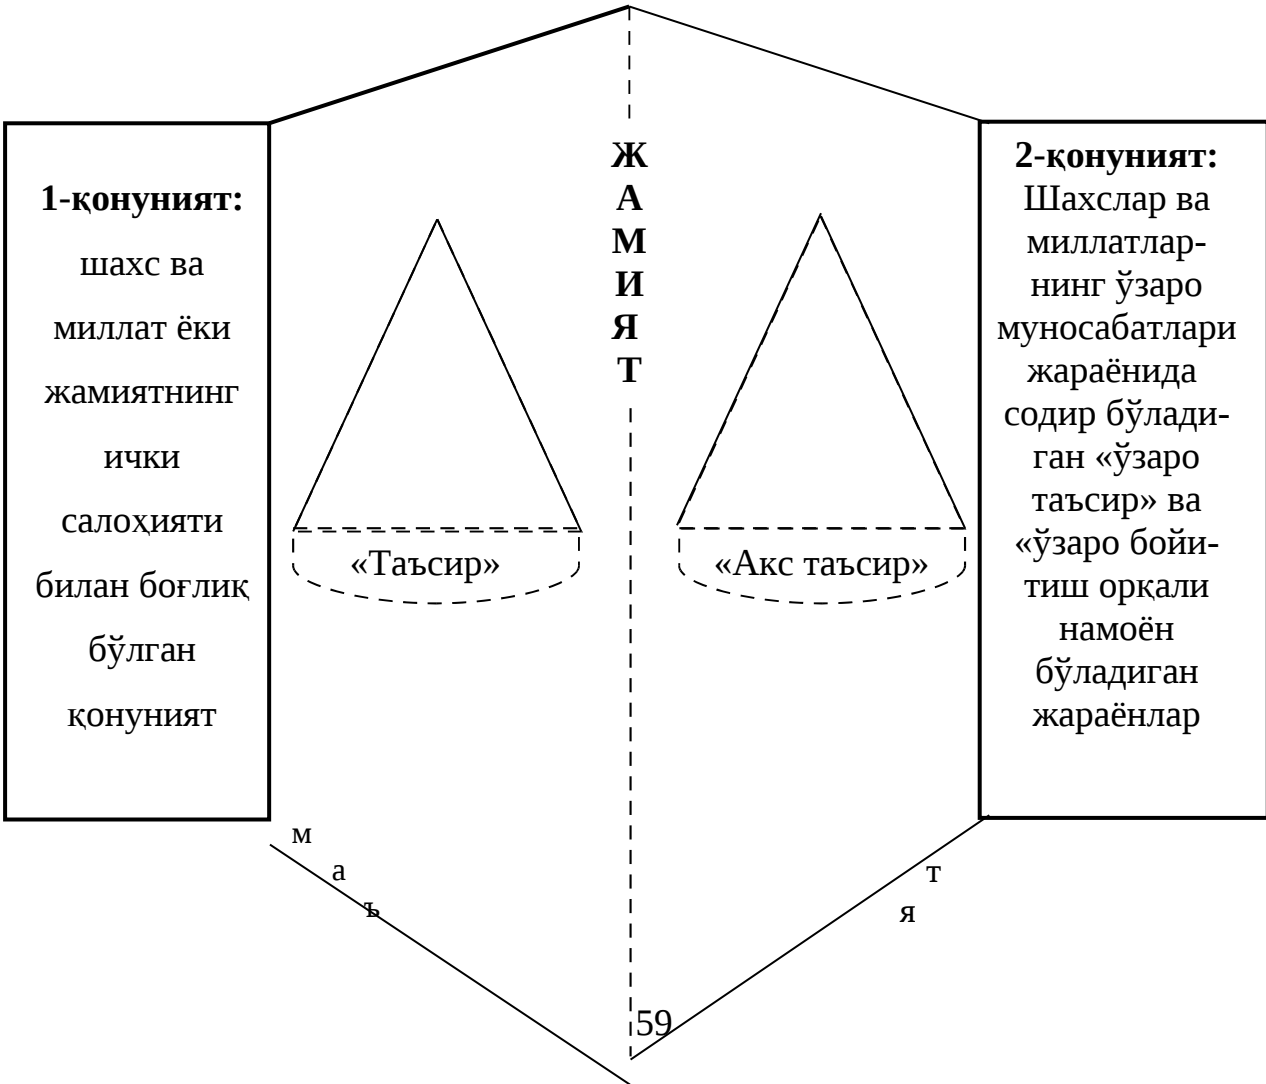 1-қонуният:
шахс ва
миллат ёки
жамиятнинг
ички
салоҳияти
билан боғлиқ
бўлган
қонуният
Ж
А
М
И
Я
Т
«Таъсир»
«Акс таъсир»
2-қонуният:
Шахслар ва
миллатлар-
нинг ўзаро
муносабатлари
жараёнида
содир бўлади-
ган «ўзаро
таъсир» ва
«ўзаро бойи-
тиш орқали
намоён
бўладиган
жараёнлар
м
а
ъ
т
я
59